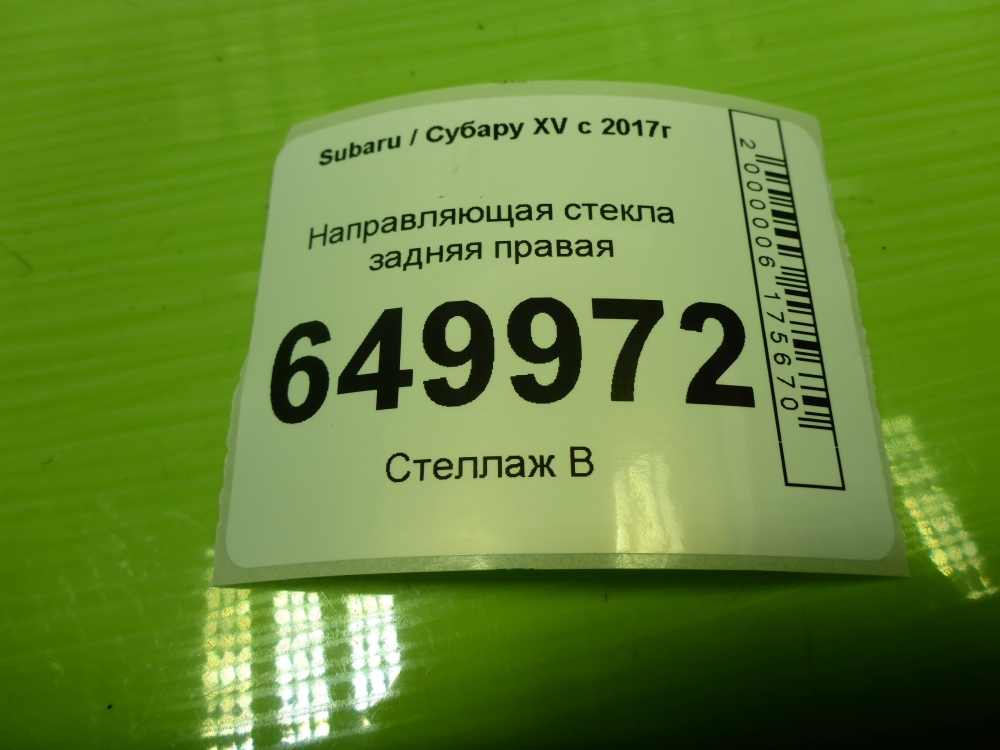 Subaru / Субару XV с 2017г
Направляющая стекла
задняя правая
649972
Стеллаж В
2000006175670